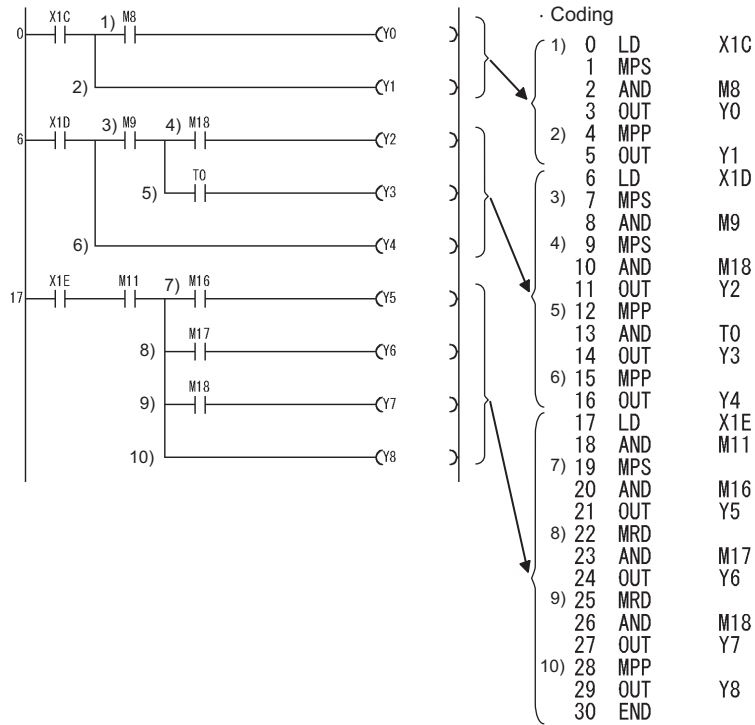 X1C 1) M8
0 Y0
2) Y1
X1D 3) M9 4) M18
6 Y2
T0
5) Y3
6) Y4
X1E M11 7) M16
17 Y5
M17
8) Y6
M18
9) Y7
10) Y8
· Coding
1) 0 LD X1C
1 MPS
2 AND M8
3 OUT Y0
2) 4 MPP
5 OUT Y1
6 LD X1D
3) 7 MPS
8 AND M9
4) 9 MPS
10 AND M18
11 OUT Y2
5) 12 MPP
13 AND T0
14 OUT Y3
6) 15 MPP
16 OUT Y4
17 LD X1E
18 AND M11
7) 19 MPS
20 AND M16
21 OUT Y5
8) 22 MRD
23 AND M17
24 OUT Y6
9) 25 MRD
26 AND M18
27 OUT Y7
10) 28 MPP
29 OUT Y8
30 END